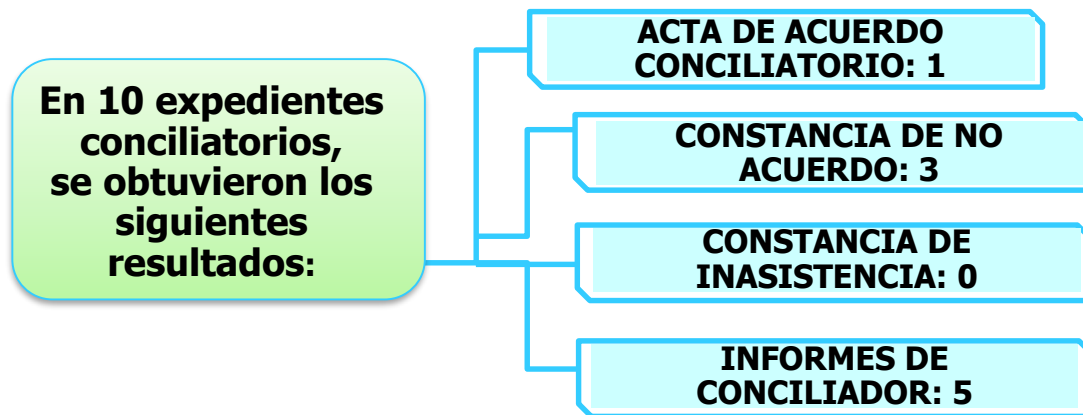 En 10 expedientes
conciliatorios,
se obtuvieron los
siguientes
resultados:
ACTA DE ACUERDO
CONCILIATORIO: 1
CONSTANCIA DE NO
ACUERDO: 3
CONSTANCIA DE
INASISTENCIA: 0
INFORMES DE
CONCILIADOR: 5